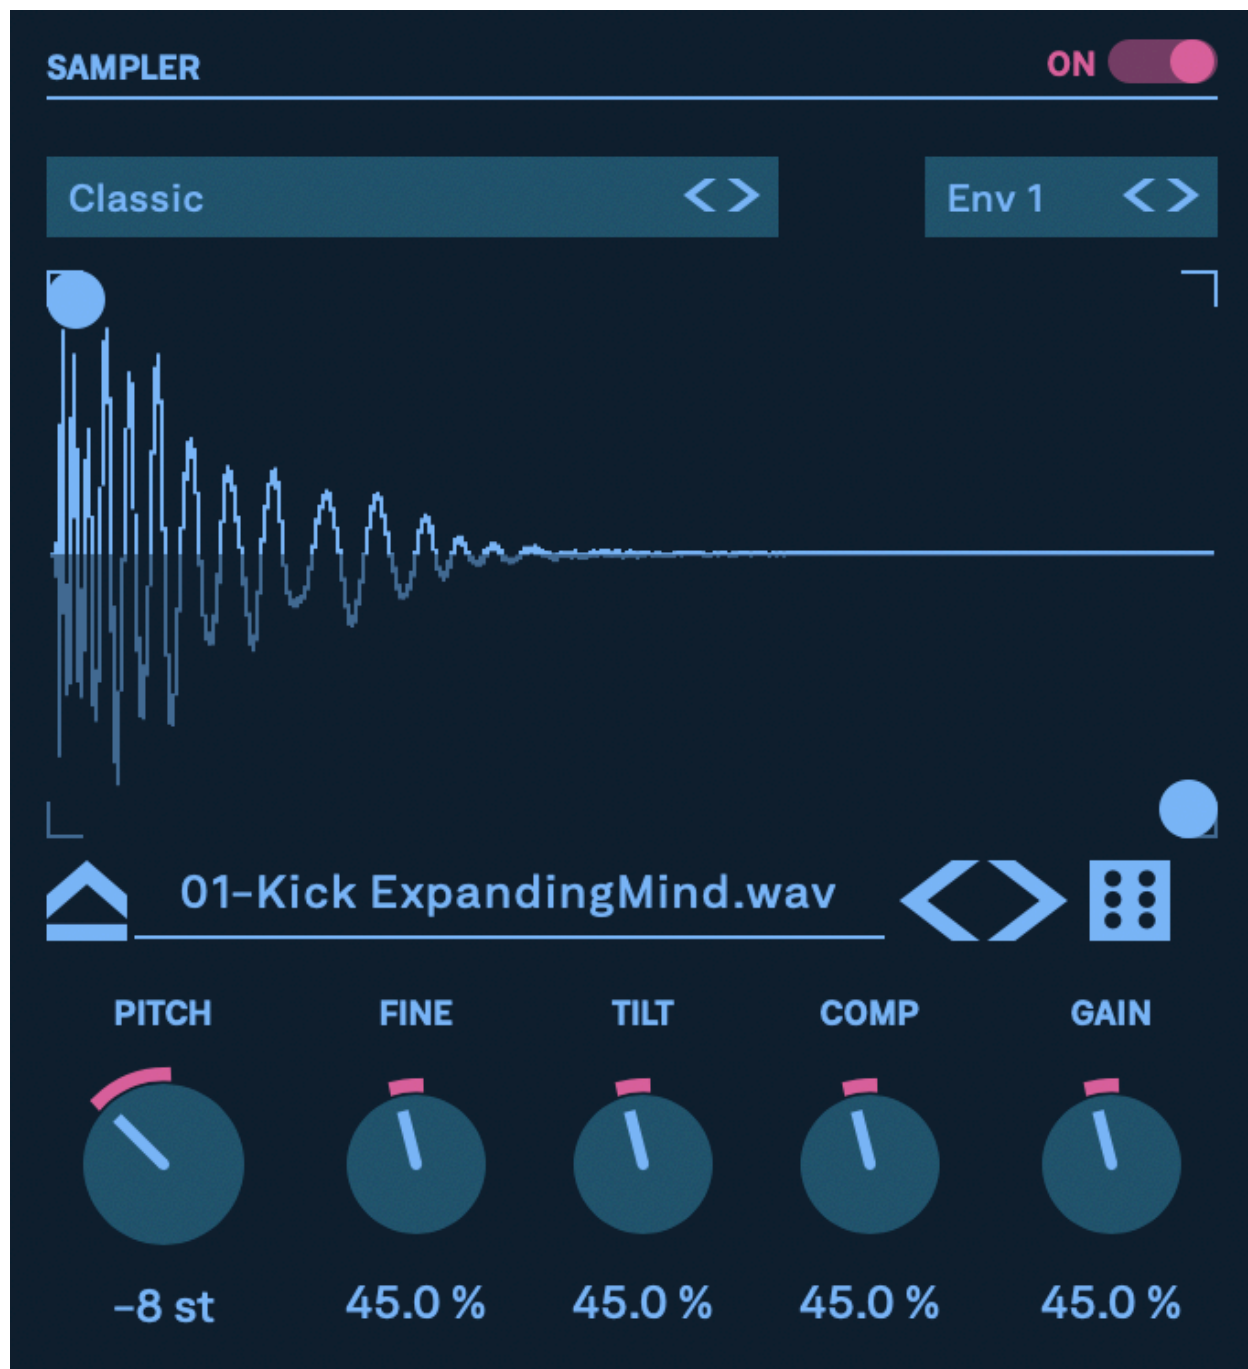 SAMPLER ON
Classic Env 1
01-Kick ExpandingMind.wav
PITCH FINE TILT COMP GAIN
-8 st 45.0 % 45.0 % 45.0 % 45.0 %